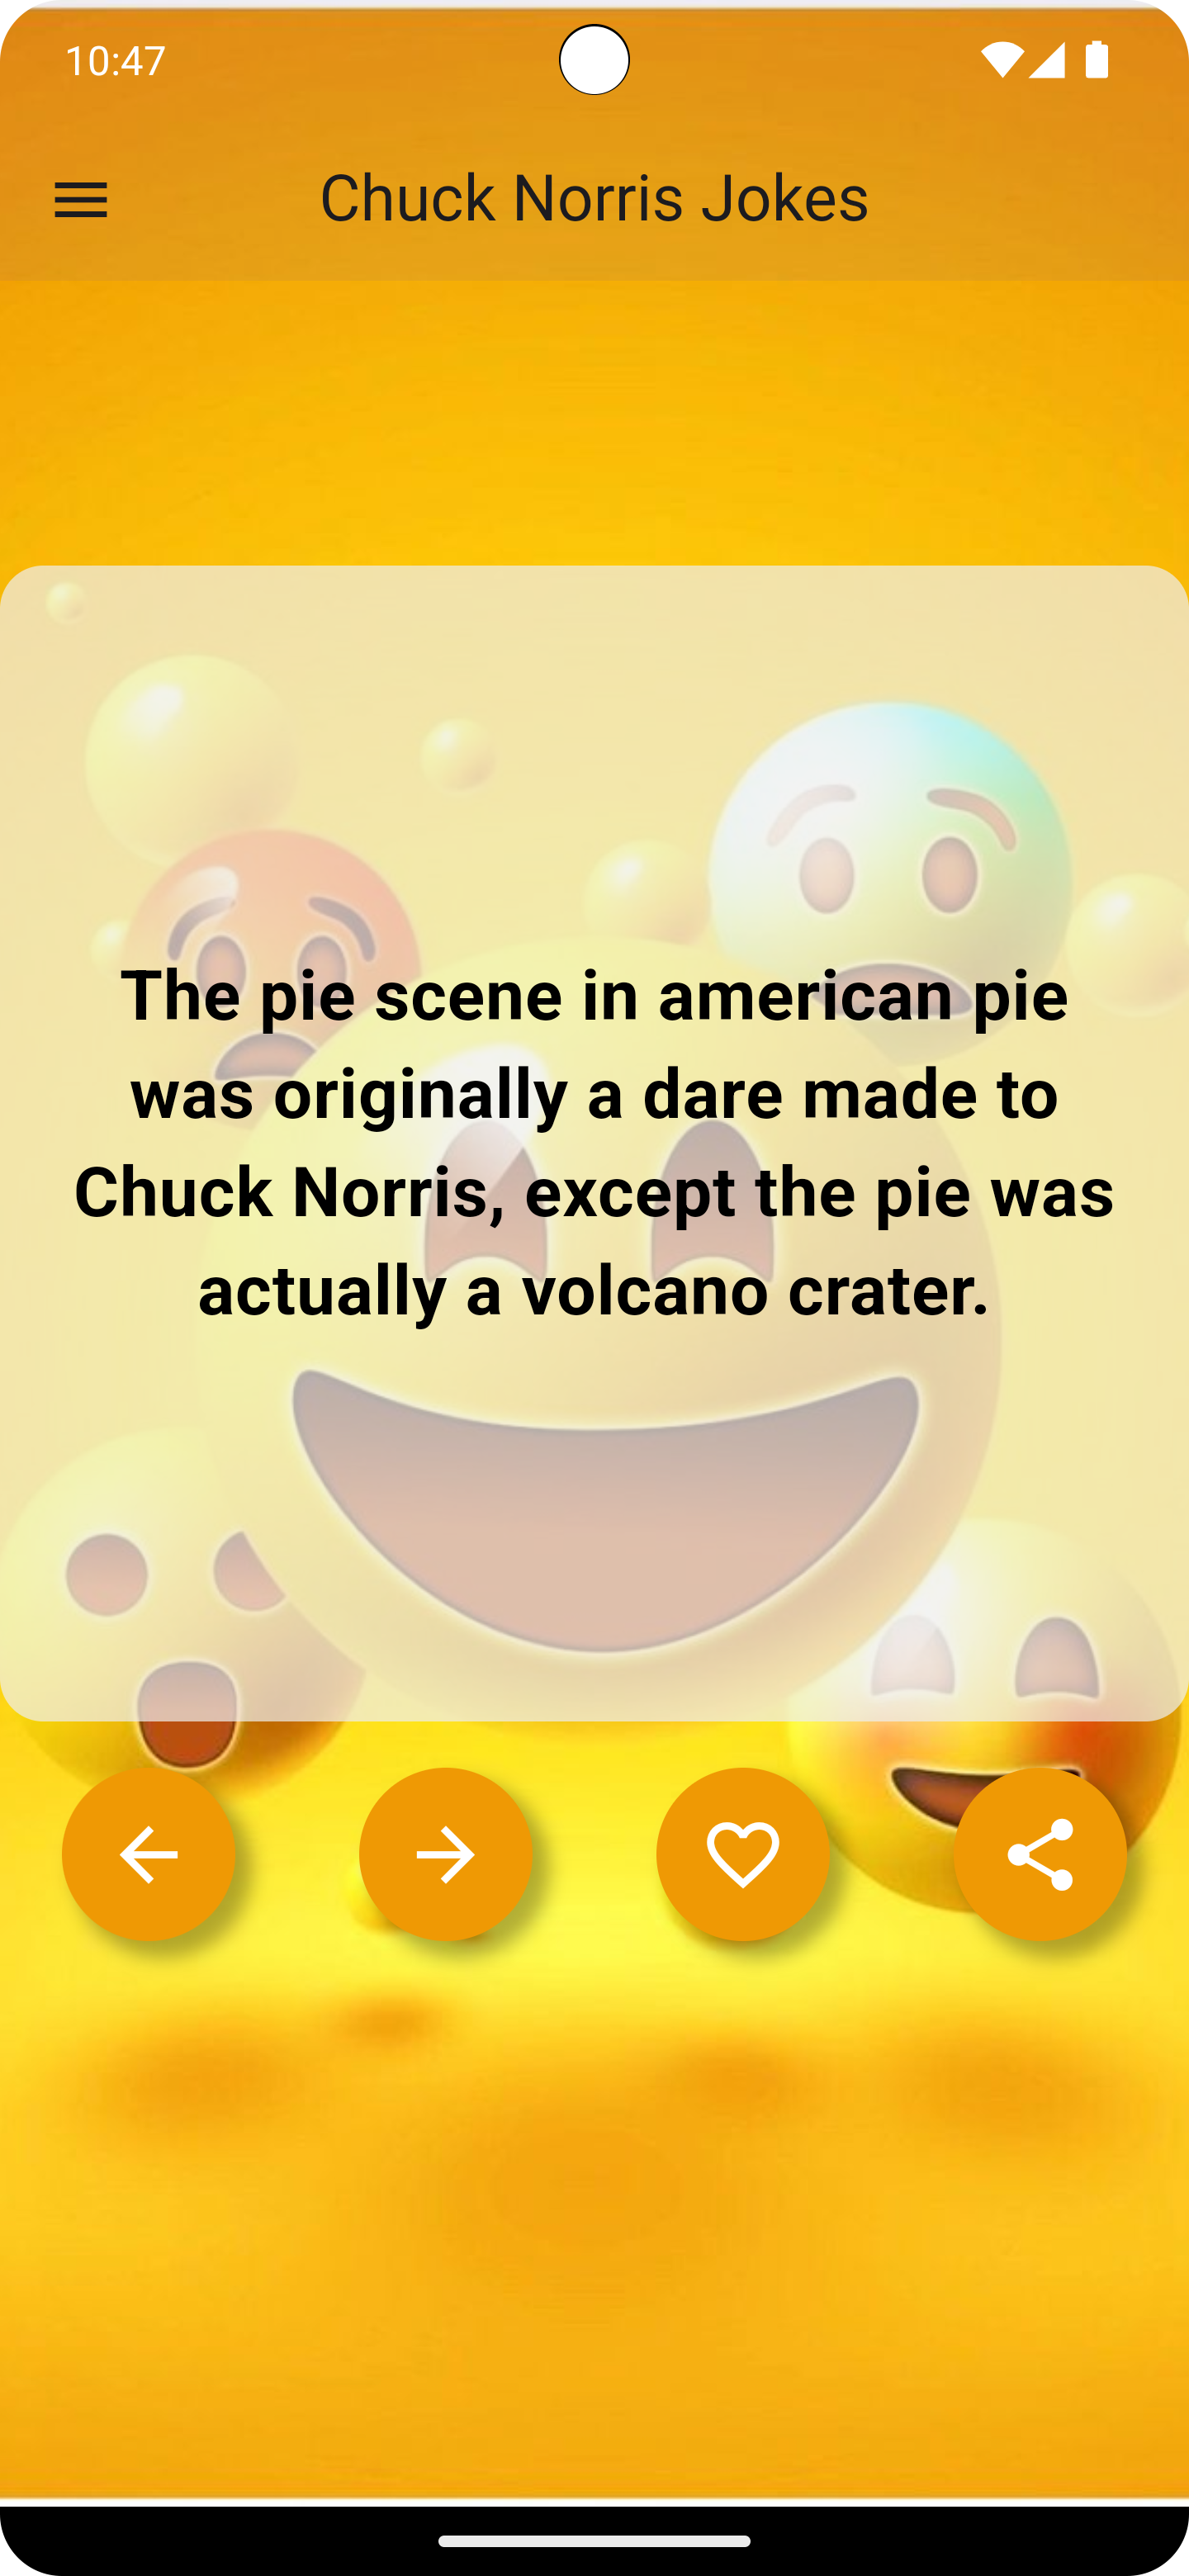 10:47
Chuck Norris Jokes
The pie scene in american pie
was originally a dare made to
Chuck Norris, except the pie was
actually a volcano crater.